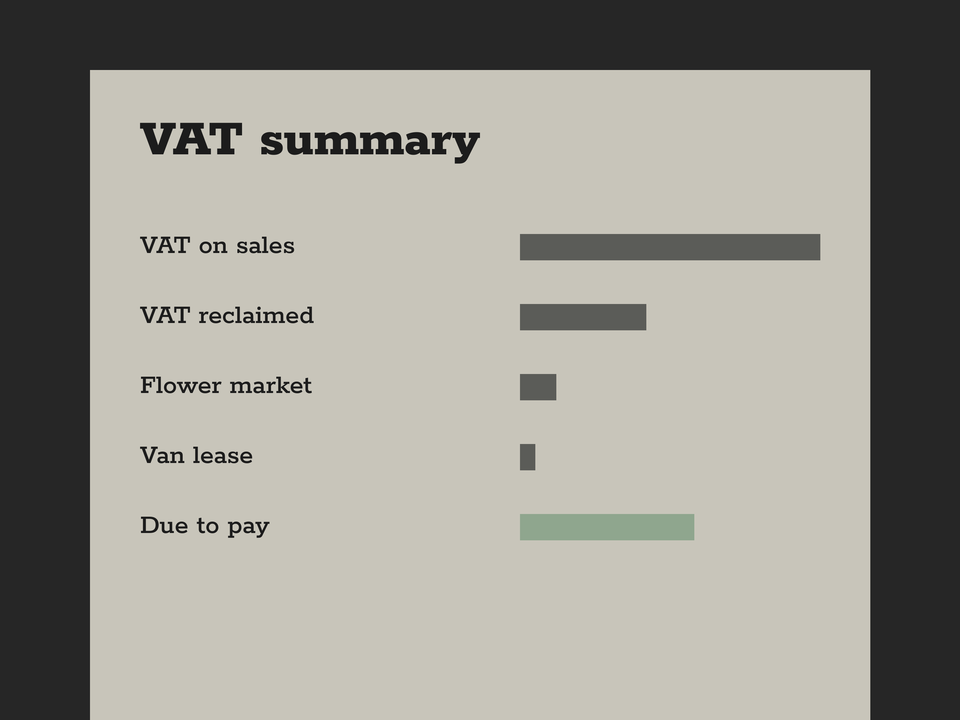 VAT summary
VAT on sales
VAT reclaimed
Flower market
Van lease
Due to pay